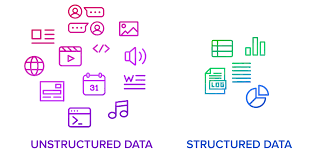 31
W
LOG
UNSTRUCTURED DATA
STRUCTURED DATA